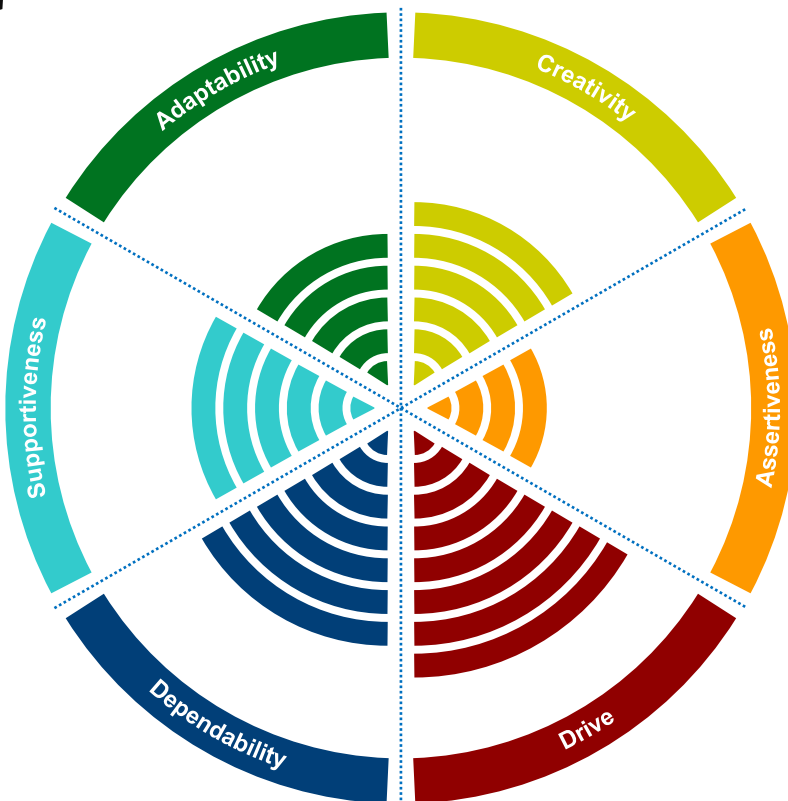 Adaptability
Creativity
Supportiveness
Assertiveness
Dependability
Drive